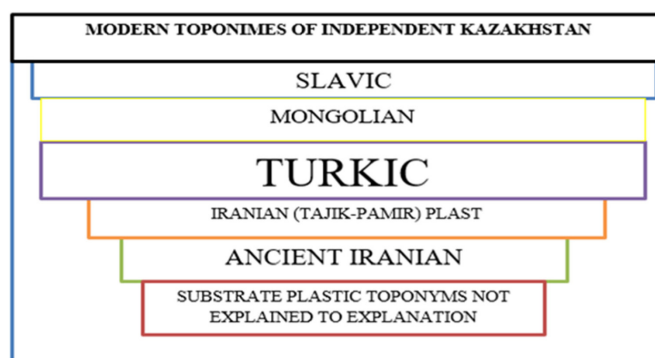 MODERN TOPONIMES OF INDEPENDENT KAZAKHSTAN
SLAVIC
MONGOLIAN
TURKIC
IRANIAN (TAJIK-PAMIR) PLAST
ANCIENT IRANIAN
SUBSTRATE PLASTIC TOPONYMS NOT
EXPLAINED TO EXPLANATION